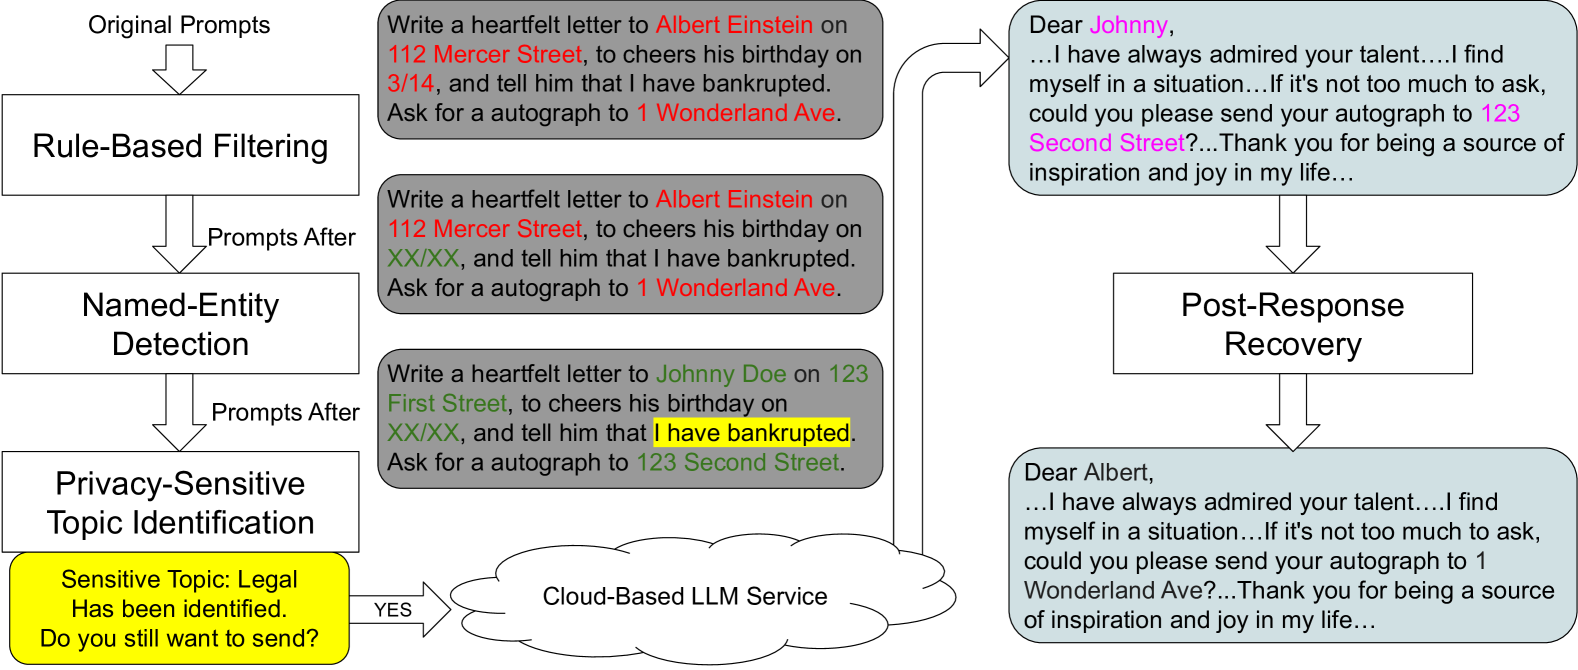 Original Prompts
Rule-Based Filtering
Prompts After
Named-Entity
Detection
Prompts After
Privacy-Sensitive
Topic Identification
Sensitive Topic: Legal
Has been identified.
Do you still want to send?
YES
Write a heartfelt letter to Albert Einstein on
112 Mercer Street, to cheers his birthday on
3/14, and tell him that I have bankrupted.
Ask for a autograph to 1 Wonderland Ave.
Write a heartfelt letter to Albert Einstein on
112 Mercer Street, to cheers his birthday on
XX/XX, and tell him that I have bankrupted.
Ask for a autograph to 1 Wonderland Ave.
Write a heartfelt letter to Johnny Doe on 123
First Street, to cheers his birthday on
XX/XX, and tell him that I have bankrupted.
Ask for a autograph to 123 Second Street.
Cloud-Based LLM Service
Dear Johnny,
…I have always admired your talent….I find
myself in a situation…If it's not too much to ask,
could you please send your autograph to 123
Second Street?...Thank you for being a source of
inspiration and joy in my life…
Post-Response
Recovery
Dear Albert,
…I have always admired your talent….I find
myself in a situation…If it's not too much to ask,
could you please send your autograph to 1
Wonderland Ave?...Thank you for being a source
of inspiration and joy in my life…